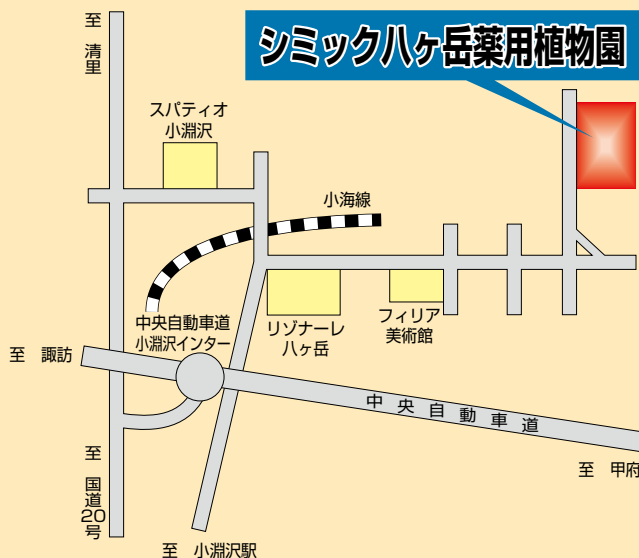 シミック八ヶ岳薬用植物園
至 清里
スパティオ
小淵沢
小海線
中央自動車道
小淵沢インター
リゾナーレ
八ヶ岳
フィリア
美術館
至 諏訪
中央自動車道
至 甲府
至 国道20号
至 小淵沢駅